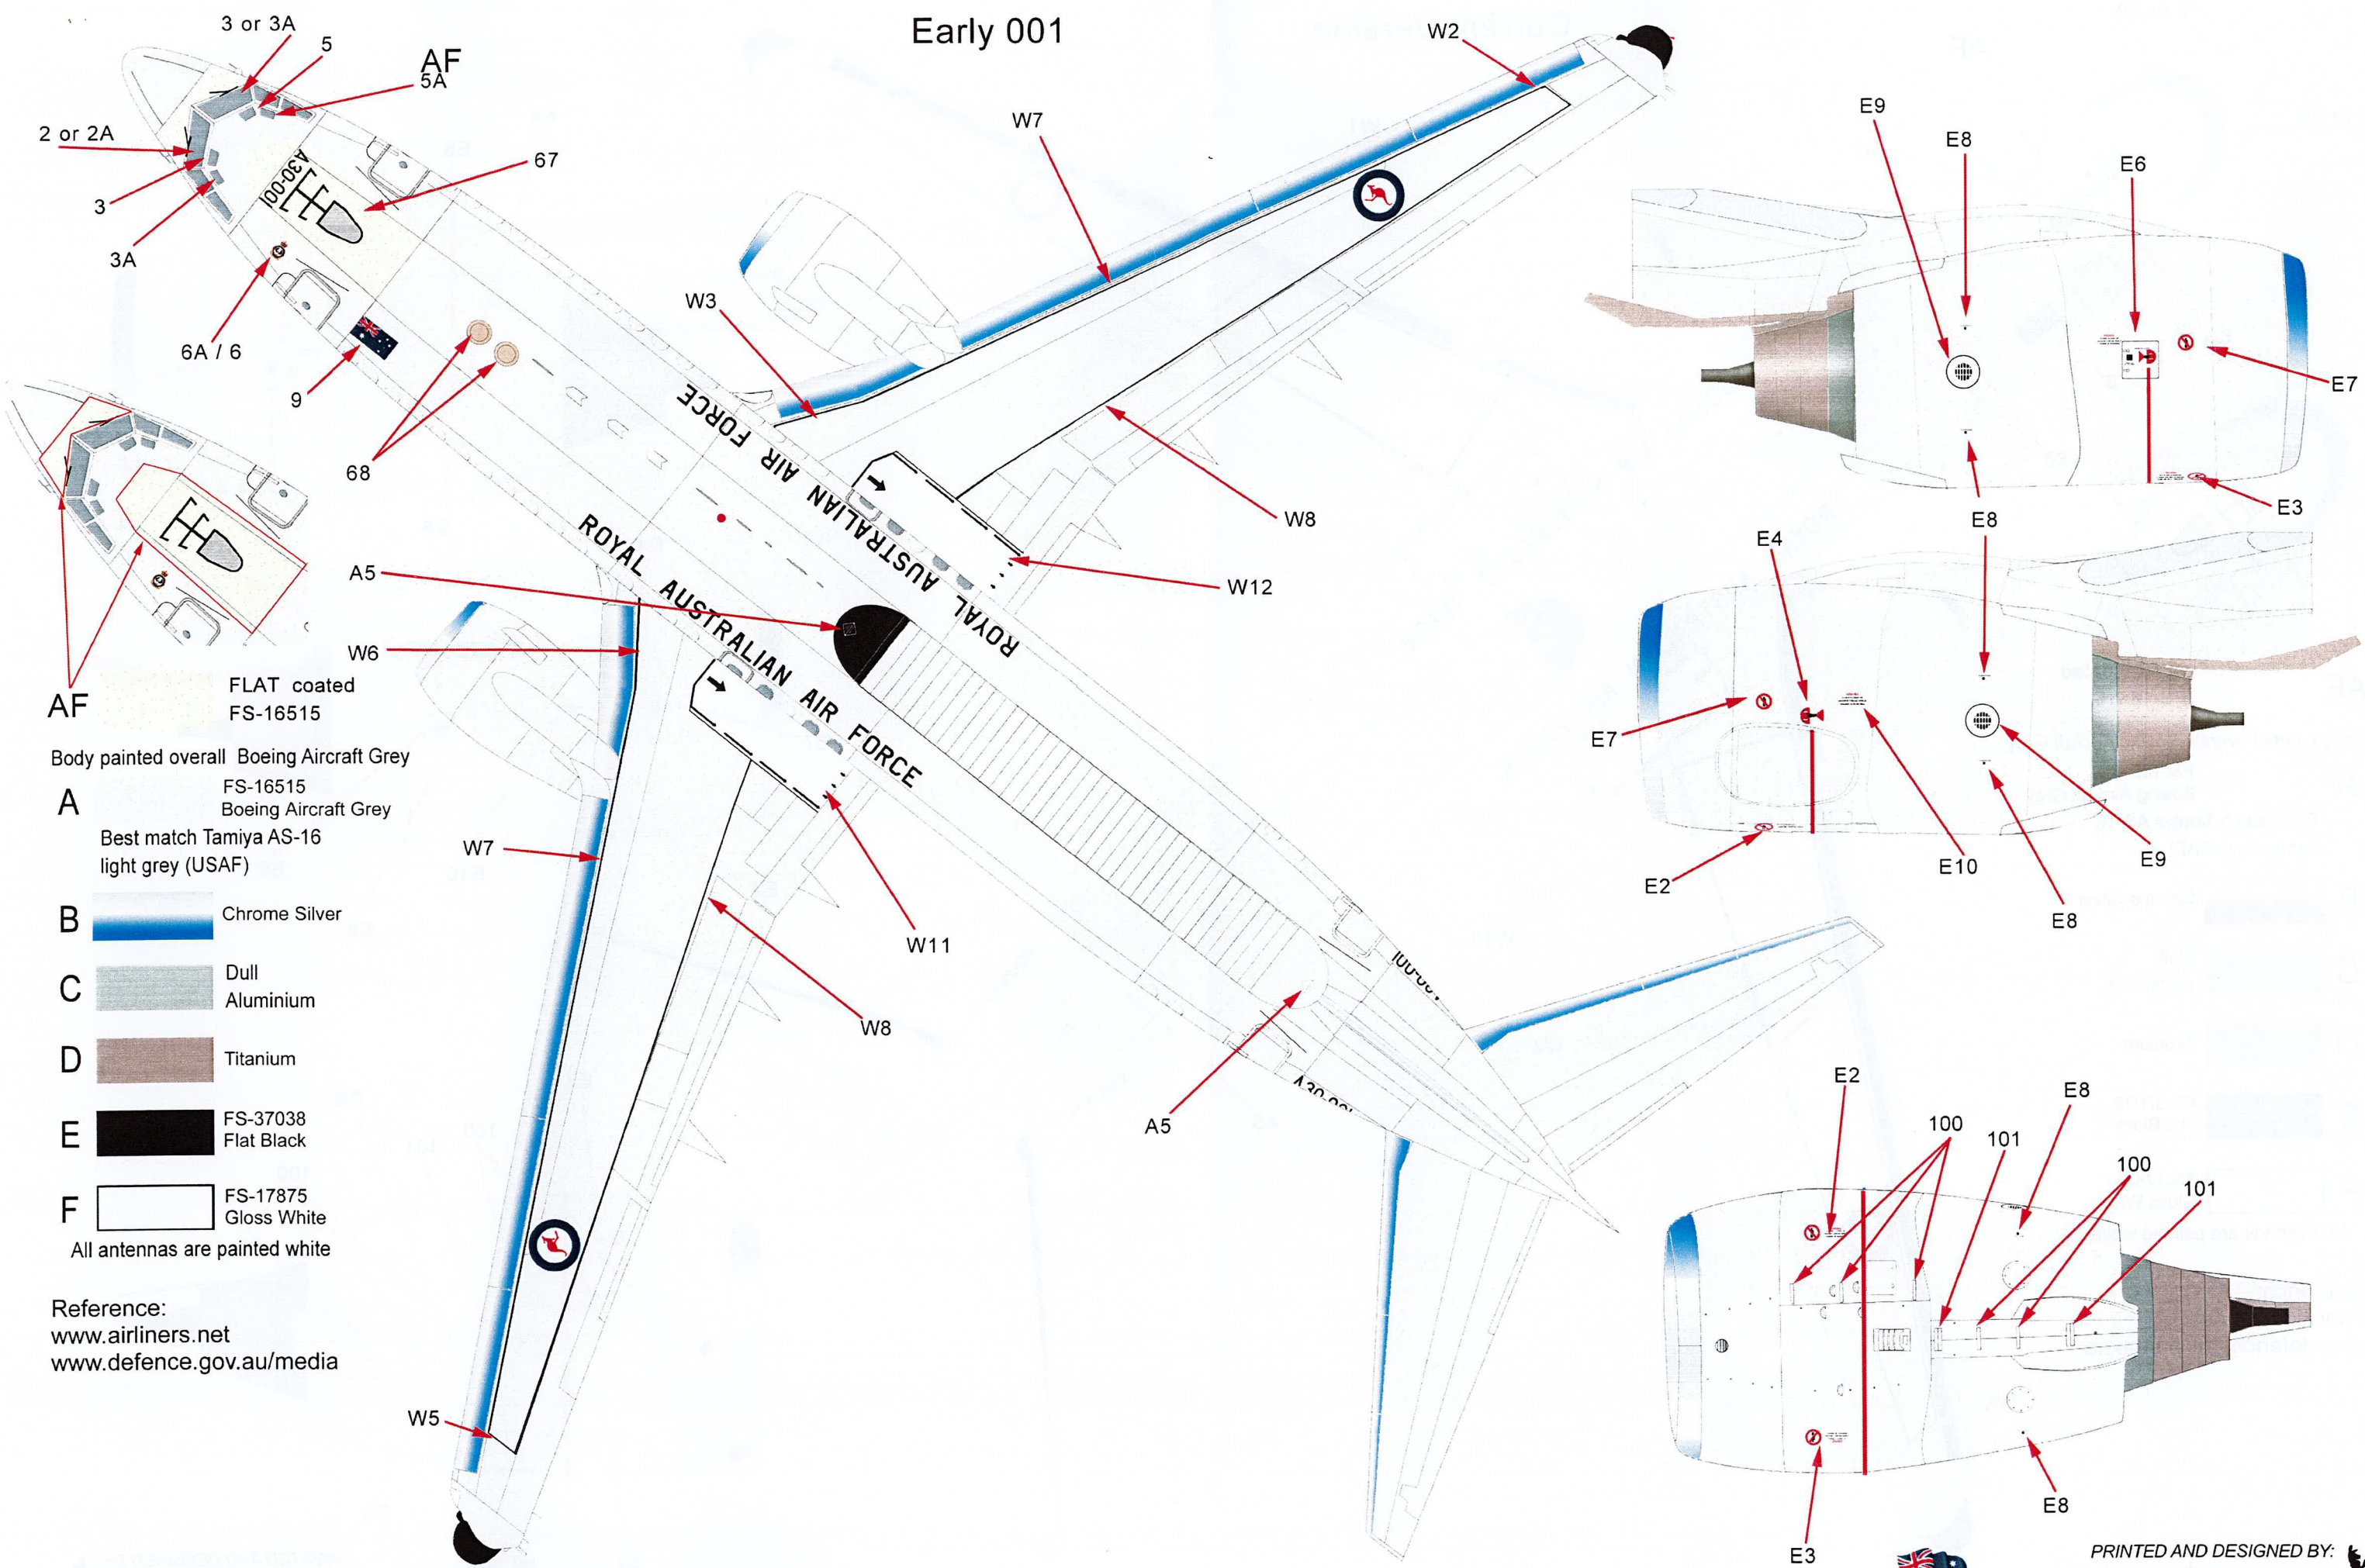 Early 001
3 or 3A
5
AF
5A
2 or 2A
67
3
3A
6A / 6
9
68
A30-00
W2
W7
W3
W8
W12
ROYAL AUSTRALIAN AIR FORCE
ROYAL AUSTRALIAN AIR FORCE
A5
W6
W7
W11
W8
W5
A5
AF
FLAT coated
FS-16515
Body painted overall Boeing Aircraft Grey
A
FS-16515
Boeing Aircraft Grey
Best match Tamiya AS-16
light grey (USAF)
B
Chrome Silver
C
Dull
Aluminium
D
Titanium
E
FS-37038
Flat Black
F
FS-17875
Gloss White
All antennas are painted white
Reference:
www.airliners.net
www.defence.gov.au/media
E9
E8
E6
E7
E3
E8
E4
E7
E2
E10
E9
E8
E2
100
101
E8
100
101
E3
E8
PRINTED AND DESIGNED BY: